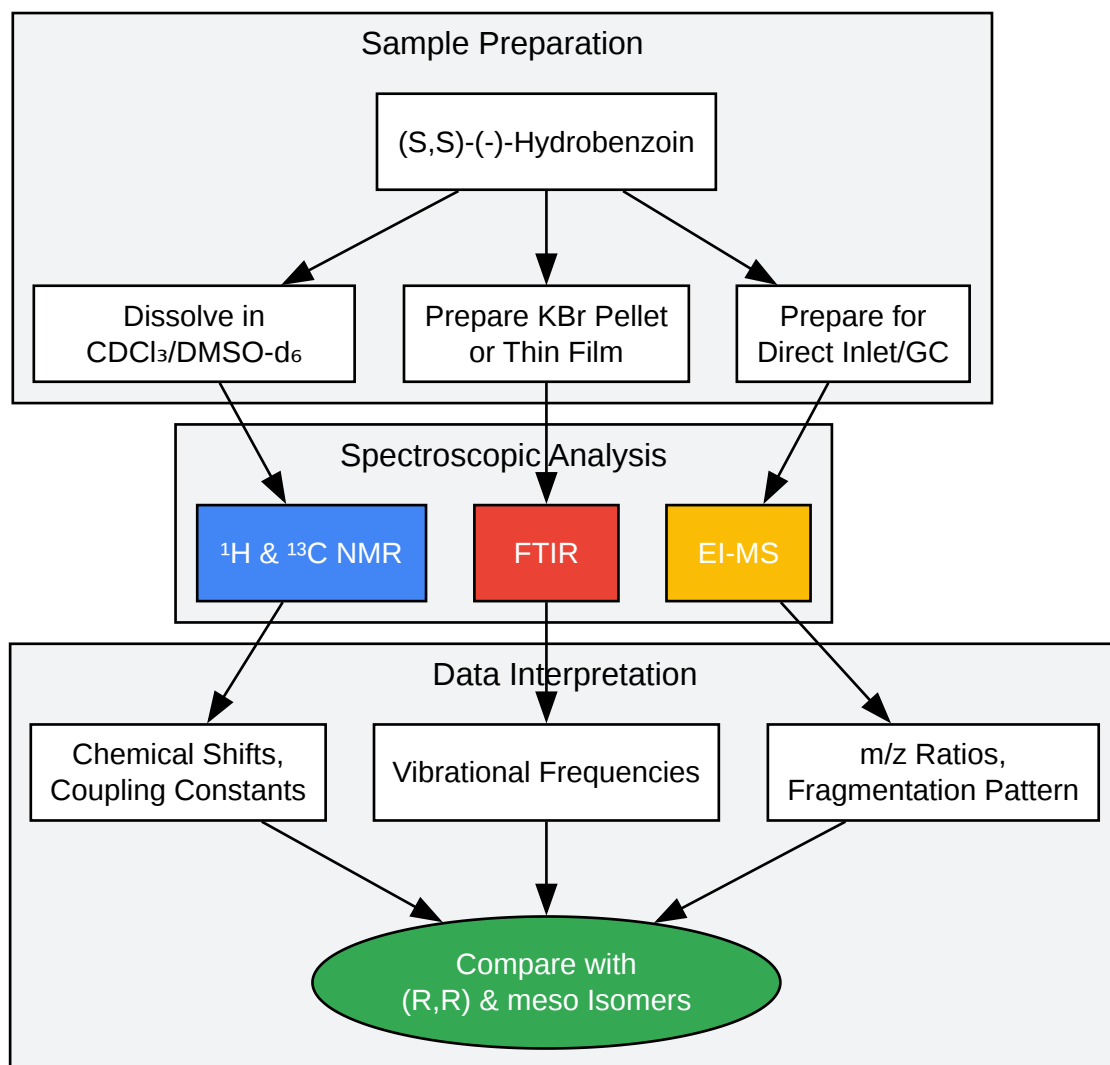 Sample Preparation
(S,S)-(-)-Hydrobenzoin
Dissolve in
CDCl₃/DMSO-d₆
Prepare KBr Pellet
or Thin Film
Prepare for
Direct Inlet/GC
Spectroscopic Analysis
¹H & ¹³C NMR
FTIR
EI-MS
Data Interpretation
Chemical Shifts,
Coupling Constants
Vibrational Frequencies
m/z Ratios,
Fragmentation Pattern
Compare with
(R,R) & meso Isomers